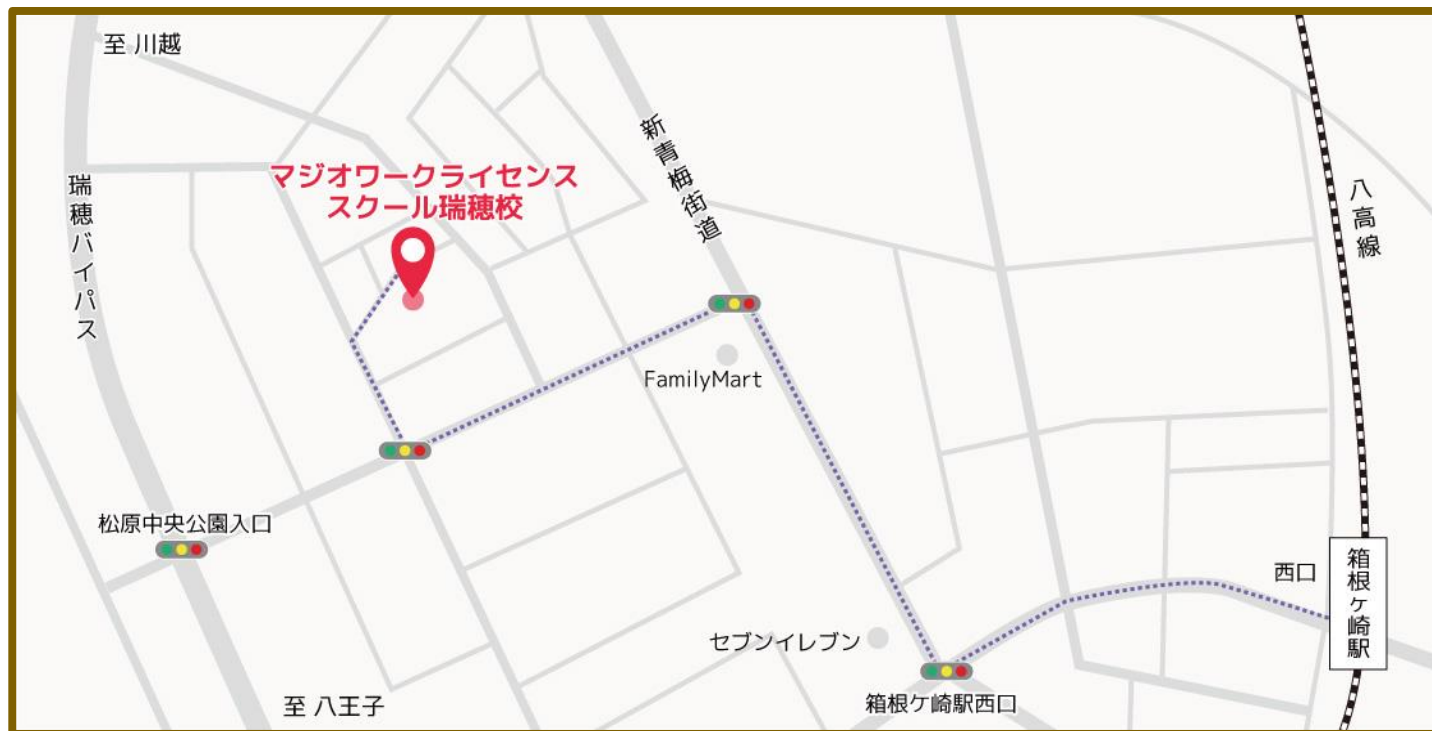 至 川越
マジオワークライセンス
スクール瑞穂校
新青梅街道
瑞穂バイパス
八高線
FamilyMart
松原中央公園入口
西口
箱根ヶ崎駅
セブンイレブン
箱根ケ崎駅西口
至 八王子